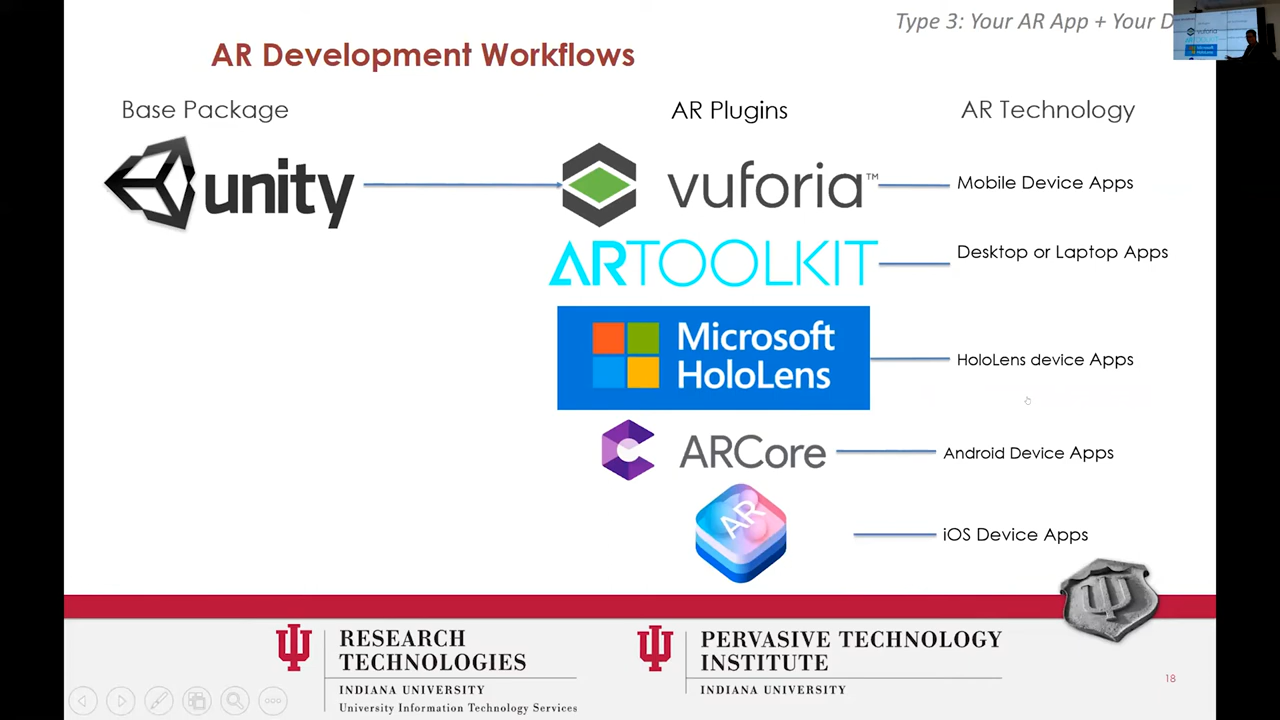 Type 3: Your AR App + Your D
AR Development Workflows
Base Package
AR Plugins
AR Technology
unity
vuforia™
Mobile Device Apps
ARTOOLKIT
Desktop or Laptop Apps
Microsoft
HoloLens
HoloLens device Apps
ARCore
Android Device Apps
AR
iOS Device Apps
RESEARCH
TECHNOLOGIES
INDIANA UNIVERSITY
University Information Technology Services
PERVASIVE TECHNOLOGY
INSTITUTE
INDIANA UNIVERSITY
18